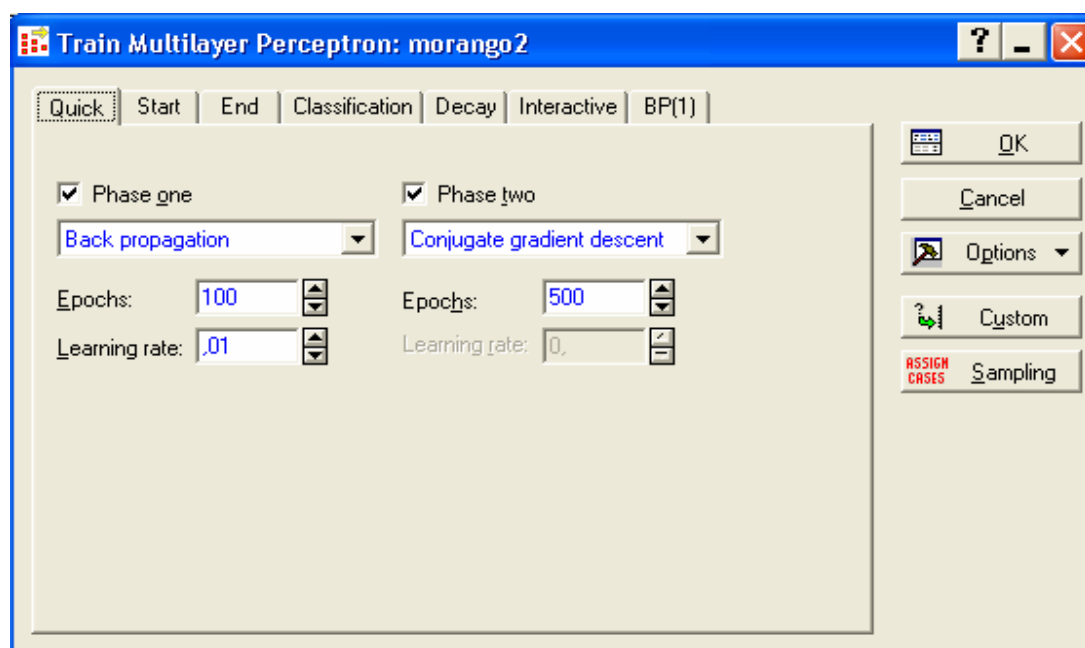 Train Multilayer Perceptron: morango2
?
Quick Start End Classification Decay Interactive BP(1)
Phase one Phase two
Back propagation Conjugate gradient descent
Epochs: 100 Epochs: 500
Learning rate: ,01 Learning rate: 0,
OK
Cancel
Options
Custom
ASSIGN CASES Sampling